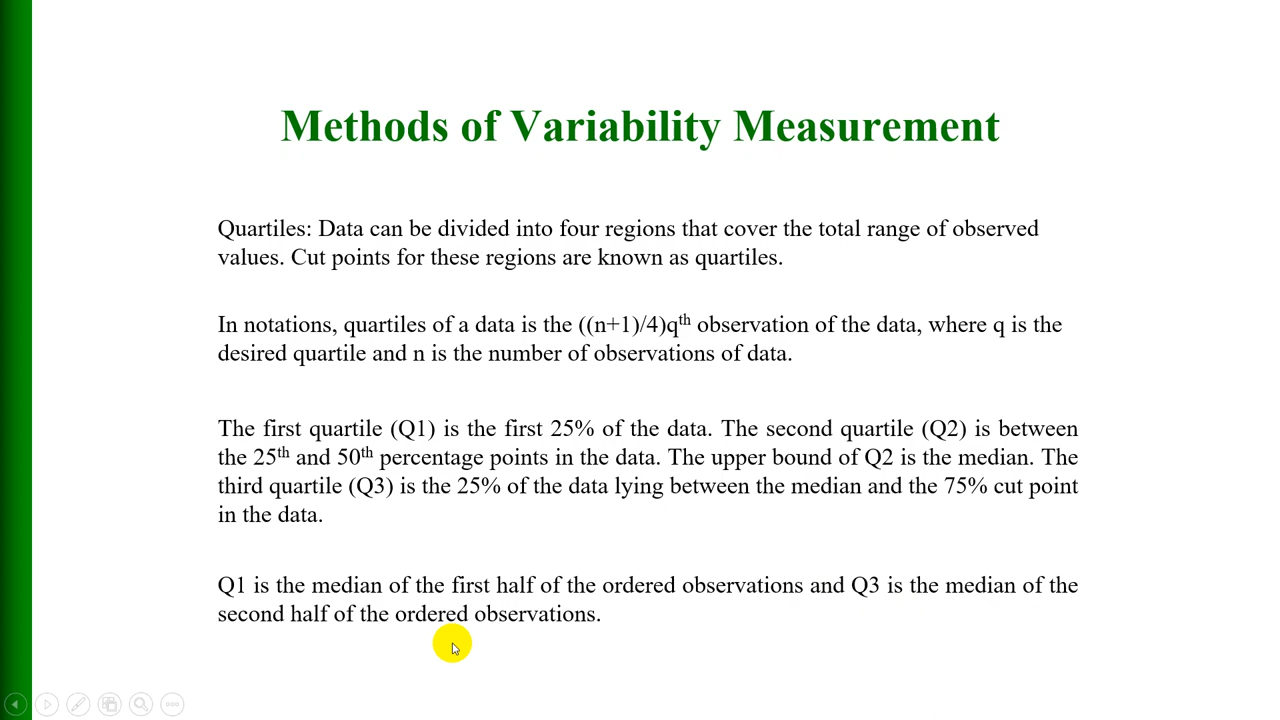 Methods of Variability Measurement
Quartiles: Data can be divided into four regions that cover the total range of observed
values. Cut points for these regions are known as quartiles.
In notations, quartiles of a data is the ((n+1)/4)qth observation of the data, where q is the
desired quartile and n is the number of observations of data.
The first quartile (Q1) is the first 25% of the data. The second quartile (Q2) is between
the 25th and 50th percentage points in the data. The upper bound of Q2 is the median. The
third quartile (Q3) is the 25% of the data lying between the median and the 75% cut point
in the data.
Q1 is the median of the first half of the ordered observations and Q3 is the median of the
second half of the ordered observations.